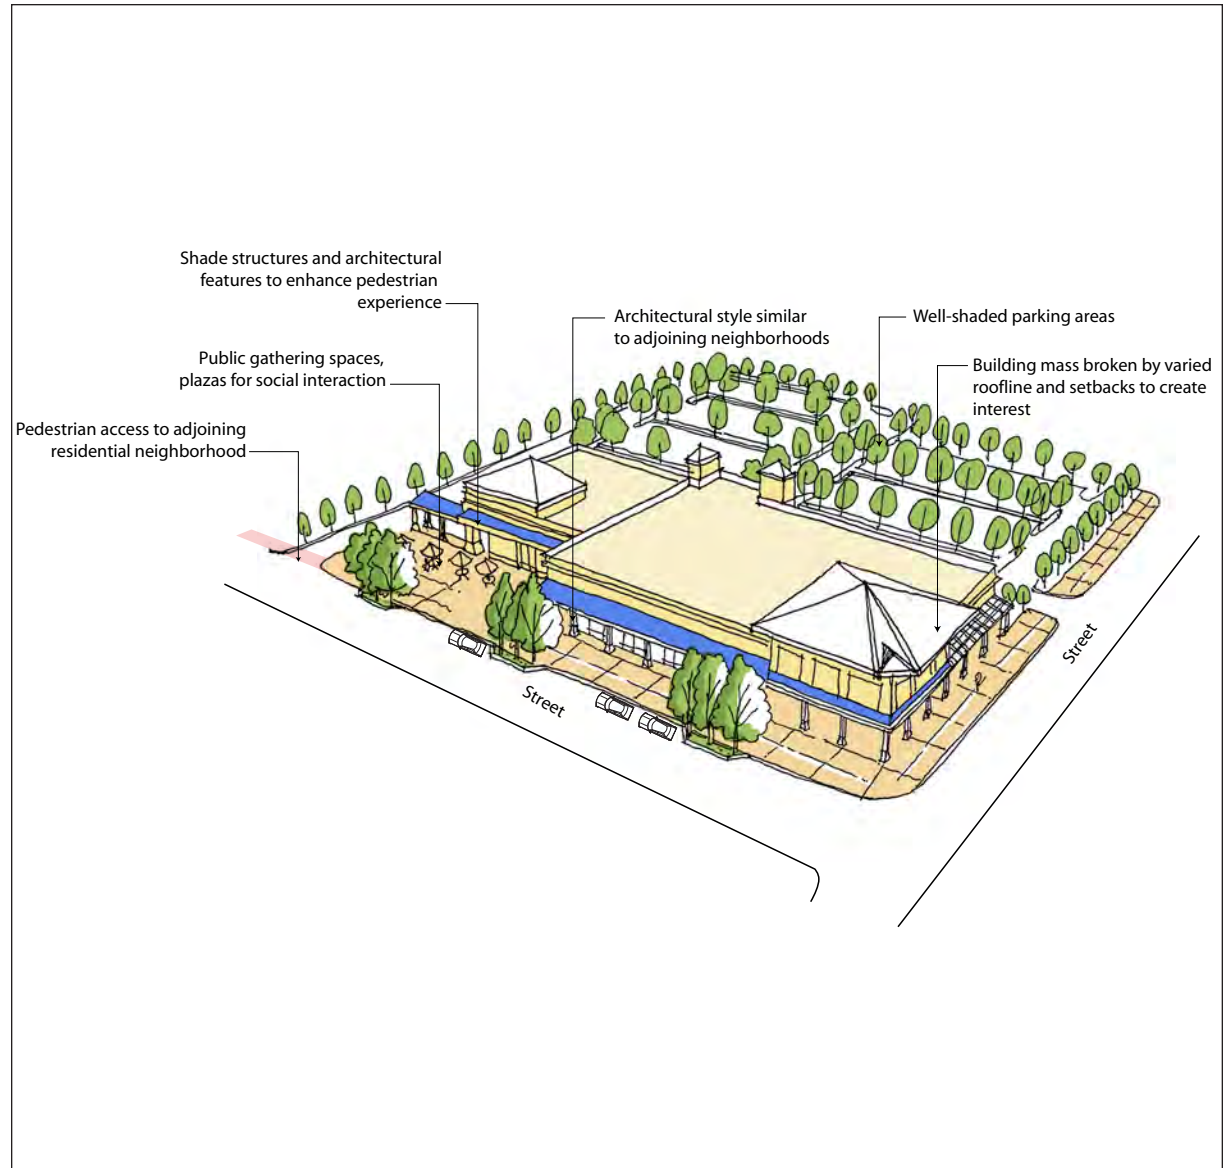 Shade structures and architectural
features to enhance pedestrian
experience
Architectural style similar
to adjoining neighborhoods
Well-shaded parking areas
Public gathering spaces,
plazas for social interaction
Building mass broken by varied
roofline and setbacks to create
interest
Pedestrian access to adjoining
residential neighborhood
Street
Street